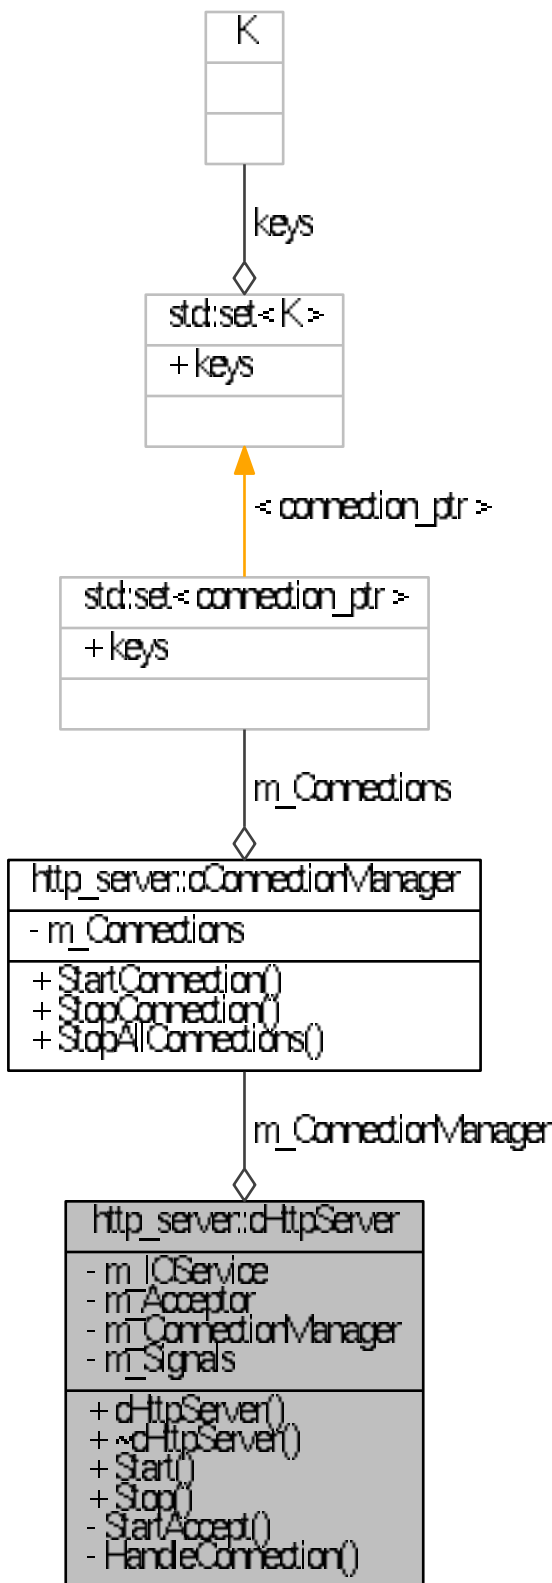 K
keys
std::set< K >
+ keys
< connection_ptr >
std::set< connection_ptr >
+ keys
m_Connections
http_server::cConnectionManager
- m_Connections
+ StartConnection()
+ StopConnection()
+ StopAllConnections()
m_ConnectionManager
http_server::cHttpServer
- m_IOService
- m_Acceptor
- m_ConnectionManager
- m_Signals
+ cHttpServer()
+ ~cHttpServer()
+ Start()
+ Stop()
- StartAccept()
- HandleConnection()